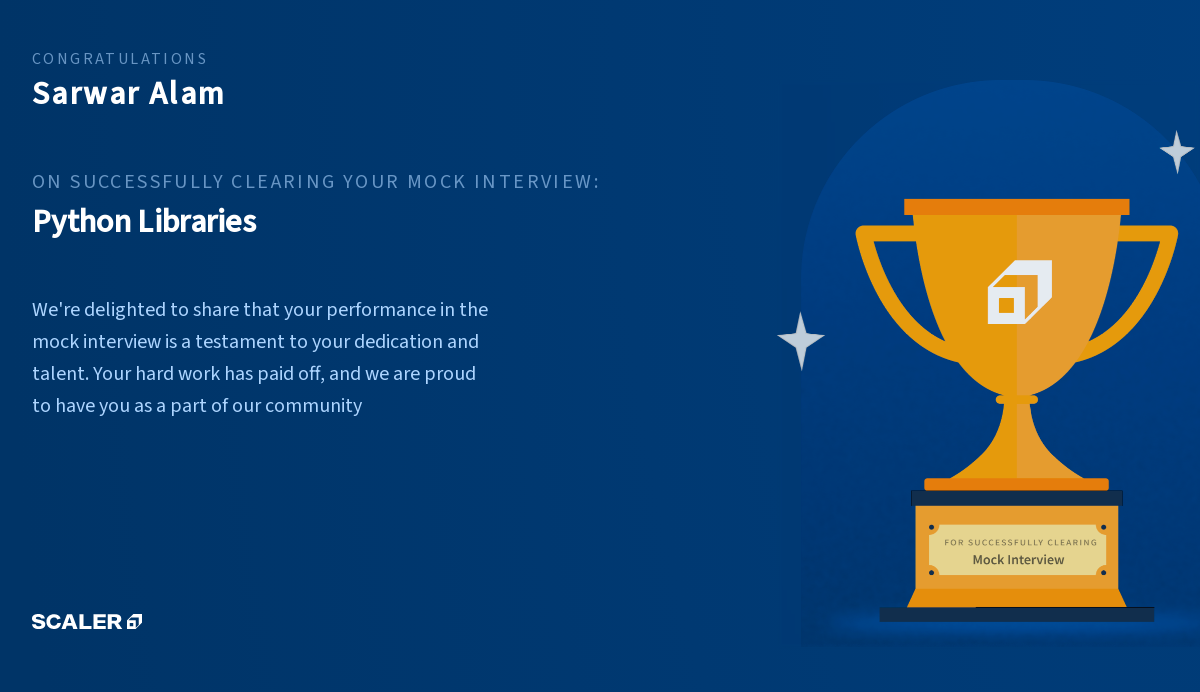 CONGRATULATIONS
Sarwar Alam
ON SUCCESSFULLY CLEARING YOUR MOCK INTERVIEW:
Python Libraries
We're delighted to share that your performance in the
mock interview is a testament to your dedication and
talent. Your hard work has paid off, and we are proud
to have you as a part of our community
FOR SUCCESSFULLY CLEARING
Mock Interview
SCALER